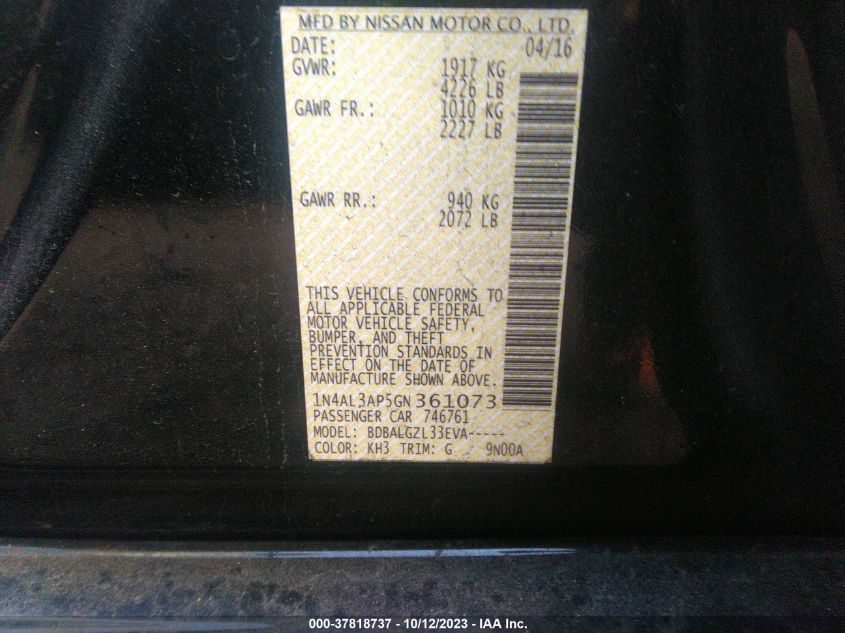 MFD BY NISSAN MOTOR CO., LTD.
DATE: 04/16
GVWR: 1917 KG
4226 LB
GAWR FR.: 1010 KG
2227 LB
GAWR RR.: 940 KG
2072 LB
THIS VEHICLE CONFORMS TO
ALL APPLICABLE FEDERAL
MOTOR VEHICLE SAFETY,
BUMPER, AND THEFT
PREVENTION STANDARDS IN
EFFECT ON THE DATE OF
MANUFACTURE SHOWN ABOVE.
1N4AL3AP5GN361073
PASSENGER CAR 746761
MODEL: BDBALGZL33EVA-----
COLOR: KH3 TRIM: G 9N00A
000-37818737 - 10/12/2023 - IAA Inc.